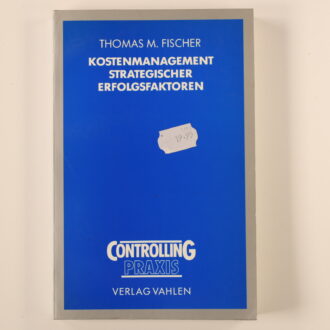 THOMAS M. FISCHER
KOSTENMANAGEMENT
STRATEGISCHER
ERFOLGSFAKTOREN
CONTROLLING
PRAXIS
VERLAG VAHLEN